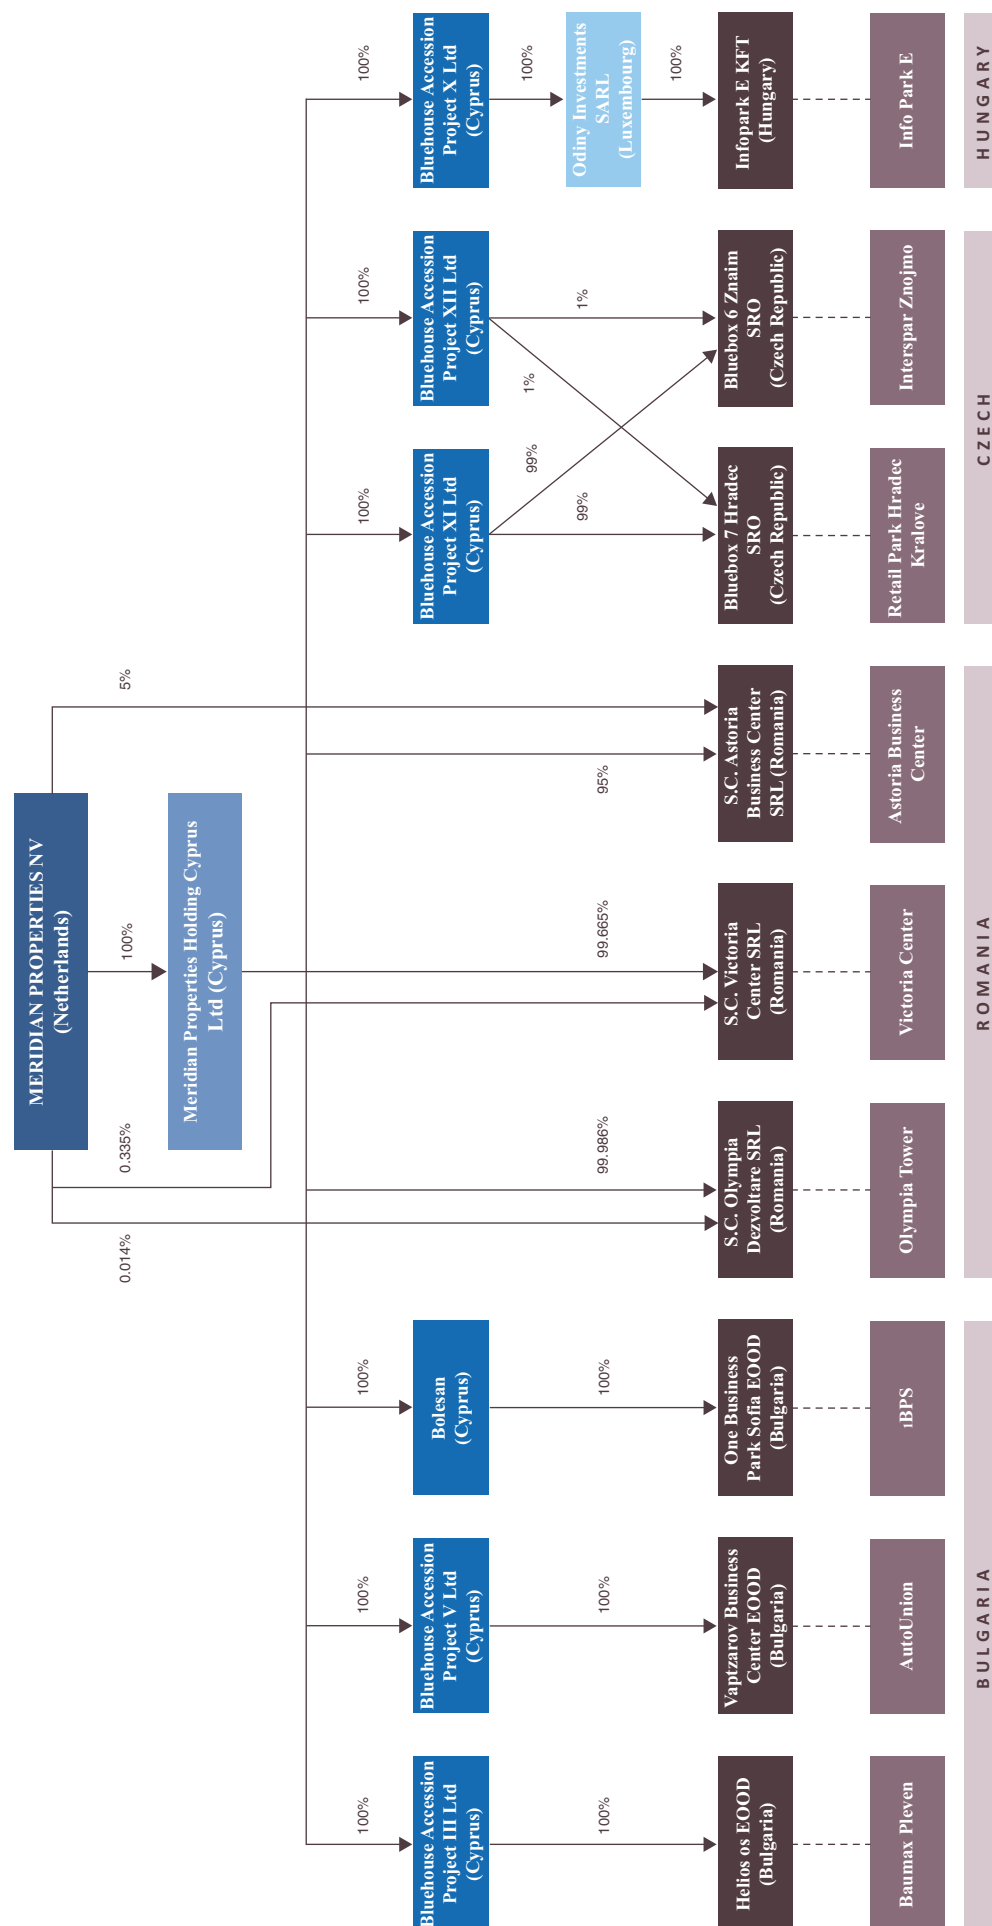 MERIDIAN PROPERTIES NV
(Netherlands)
0.014%
0.335%
100%
5%
Meridian Properties Holding Cyprus
Ltd (Cyprus)
100%
100%
100%
100%
100%
100%
Bluehouse Accession
Project III Ltd
(Cyprus)
Bluehouse Accession
Project V Ltd
(Cyprus)
Bolesan
(Cyprus)
Bluehouse Accession
Project XI Ltd
(Cyprus)
Bluehouse Accession
Project XII Ltd
(Cyprus)
Bluehouse Accession
Project X Ltd
(Cyprus)
100%
99%
1%
Odiny Investments
SARL
(Luxembourg)
100%
100%
100%
99.986%
99.665%
95%
99%
1%
100%
Helios os EOOD
(Bulgaria)
Vaptzarov Business
Center EOOD
(Bulgaria)
One Business
Park Sofia EOOD
(Bulgaria)
S.C. Olympia
Dezvoltare SRL
(Romania)
S.C. Victoria
Center SRL
(Romania)
S.C. Astoria
Business Center
SRL (Romania)
Bluebox 7 Hradec
SRO
(Czech Republic)
Bluebox 6 Znaim
SRO
(Czech Republic)
Infopark E KFT
(Hungary)
Baumax Pleven
AutoUnion
1BPS
Olympia Tower
Victoria Center
Astoria Business
Center
Retail Park Hradec
Kralove
Interspar Znojmo
Info Park E
BULGARIA
ROMANIA
CZECH
HUNGARY